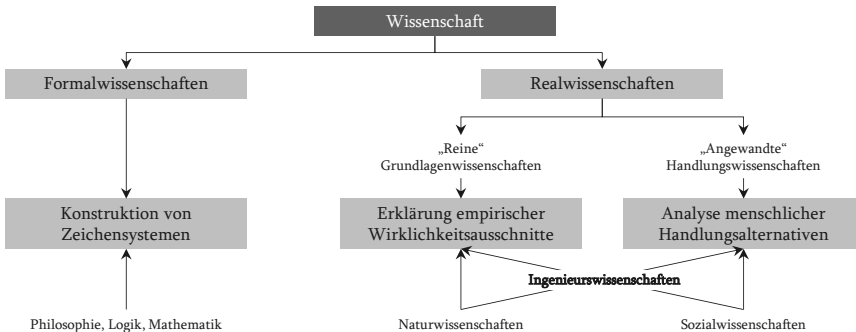 Wissenschaft
Formalwissenschaften
Realwissenschaften
„Reine“
Grundlagenwissenschaften
„Angewandte“
Handlungswissenschaften
Konstruktion von
Zeichensystemen
Erklärung empirischer
Wirklichkeitsausschnitte
Analyse menschlicher
Handlungsalternativen
Ingenieurswissenschaften
Philosophie, Logik, Mathematik
Naturwissenschaften
Sozialwissenschaften